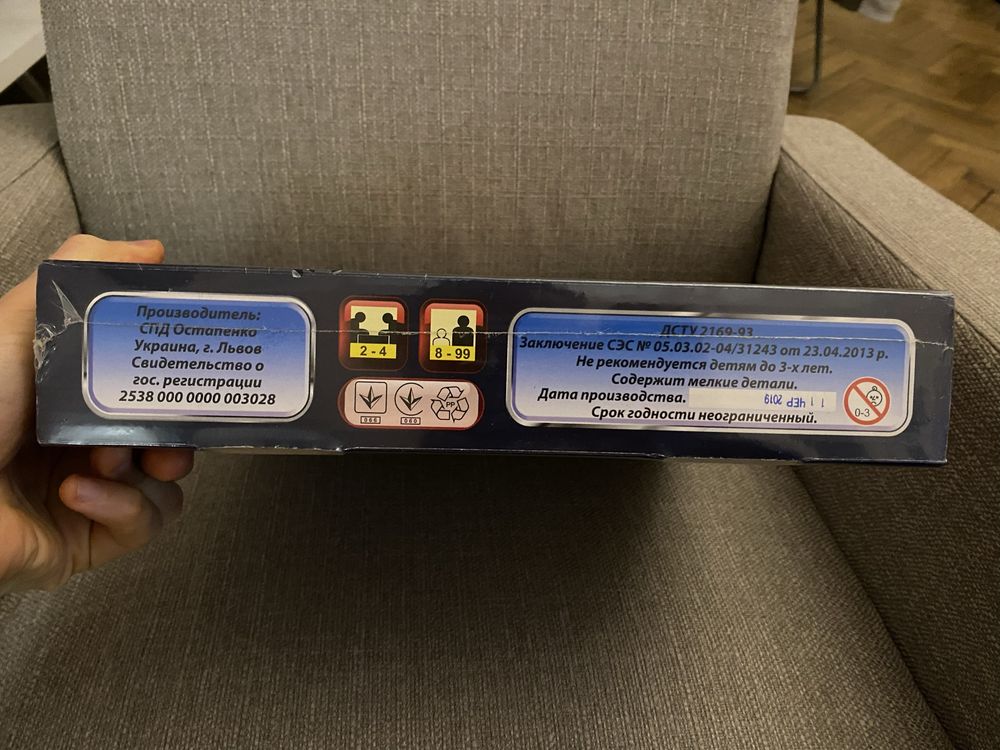 Производитель:
СПД Остапенко
Украина, г. Львов
Свидетельство о
гос. регистрации
2538 000 0000 003028
2 - 4
8 - 99
PP
ДСТУ 2169-93
Заключение СЭС № 05.03.02-04/31243 от 23.04.2013 р.
Не рекомендуется детям до 3-х лет.
Содержит мелкие детали.
Дата производства. 1 1 ЧЕР 2019
Срок годности неограниченный.
0-3